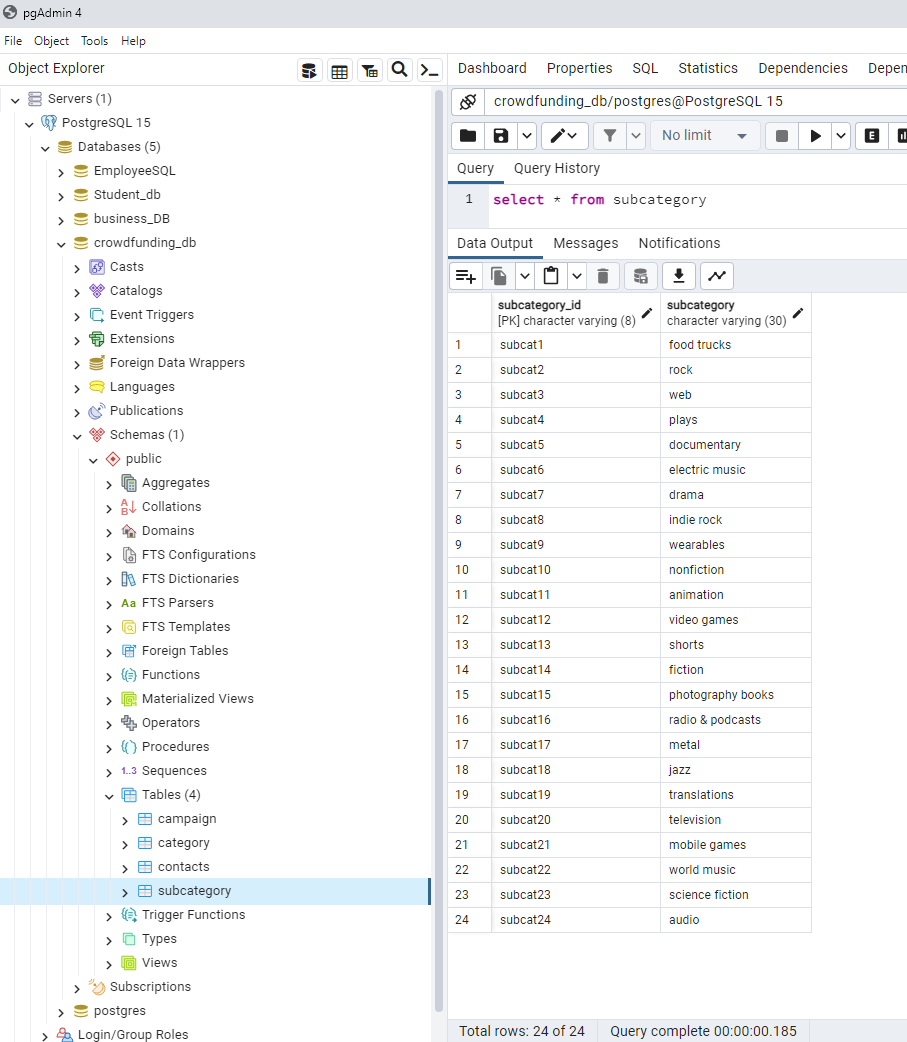 pgAdmin 4
File Object Tools Help
Object Explorer
Servers (1)
PostgreSQL 15
Databases (5)
EmployeeSQL
Student_db
business_DB
crowdfunding_db
Casts
Catalogs
Event Triggers
Extensions
Foreign Data Wrappers
Languages
Publications
Schemas (1)
public
Aggregates
Collations
Domains
FTS Configurations
FTS Dictionaries
Aa FTS Parsers
FTS Templates
Foreign Tables
Functions
Materialized Views
Operators
Procedures
1..3 Sequences
Tables (4)
campaign
category
contacts
subcategory
Trigger Functions
Types
Views
Subscriptions
postgres
Login/Group Roles
Dashboard Properties SQL Statistics Dependencies Depen
crowdfunding_db/postgres@PostgreSQL 15
No limit E
Query Query History
1 select * from subcategory
Data Output Messages Notifications
subcategory_id subcategory
[PK] character varying (8) character varying (30)
1 subcat1 food trucks
2 subcat2 rock
3 subcat3 web
4 subcat4 plays
5 subcat5 documentary
6 subcat6 electric music
7 subcat7 drama
8 subcat8 indie rock
9 subcat9 wearables
10 subcat10 nonfiction
11 subcat11 animation
12 subcat12 video games
13 subcat13 shorts
14 subcat14 fiction
15 subcat15 photography books
16 subcat16 radio & podcasts
17 subcat17 metal
18 subcat18 jazz
19 subcat19 translations
20 subcat20 television
21 subcat21 mobile games
22 subcat22 world music
23 subcat23 science fiction
24 subcat24 audio
Total rows: 24 of 24 Query complete 00:00:00.185